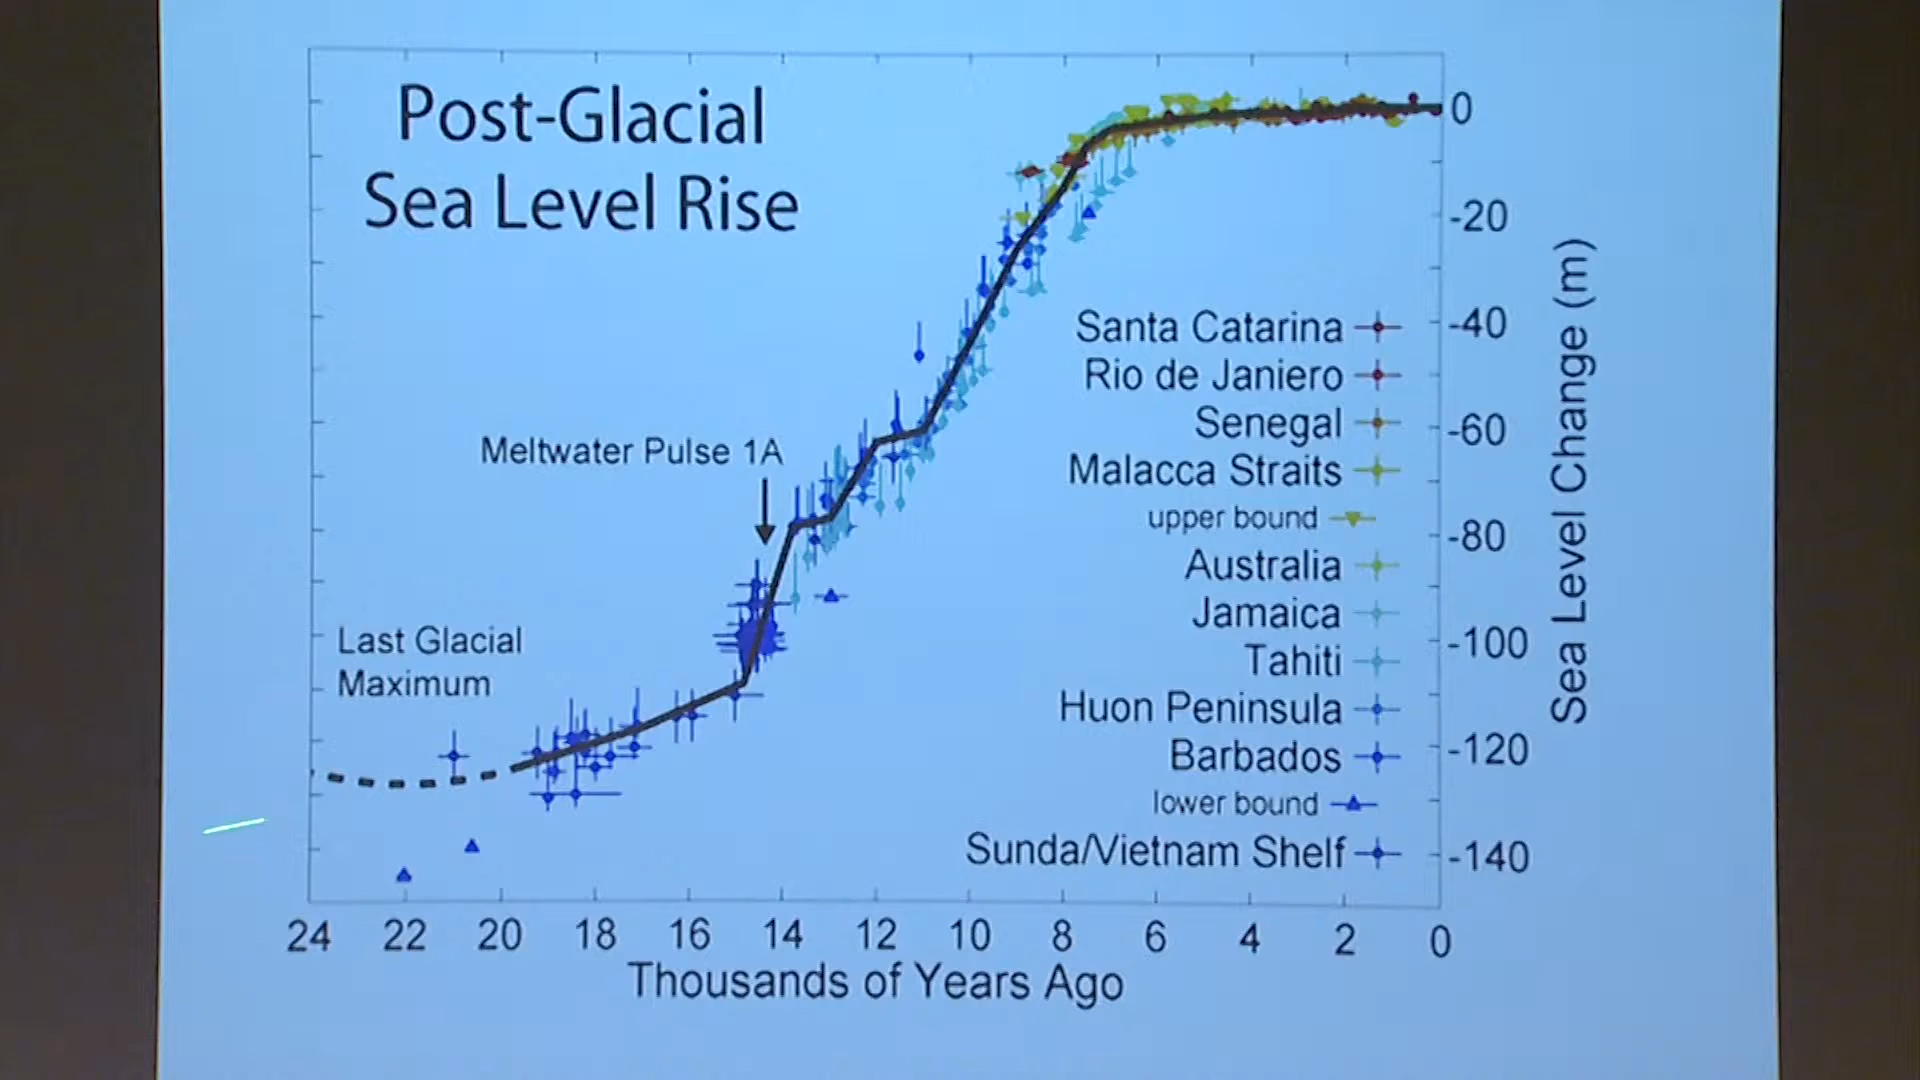 Post-Glacial
Sea Level Rise
Meltwater Pulse 1A
Last Glacial
Maximum
Santa Catarina
Rio de Janiero
Senegal
Malacca Straits
upper bound
Australia
Jamaica
Tahiti
Huon Peninsula
Barbados
lower bound
Sunda/Vietnam Shelf
0
-20
-40
-60
-80
-100
-120
-140
Sea Level Change (m)
24 22 20 18 16 14 12 10 8 6 4 2 0
Thousands of Years Ago